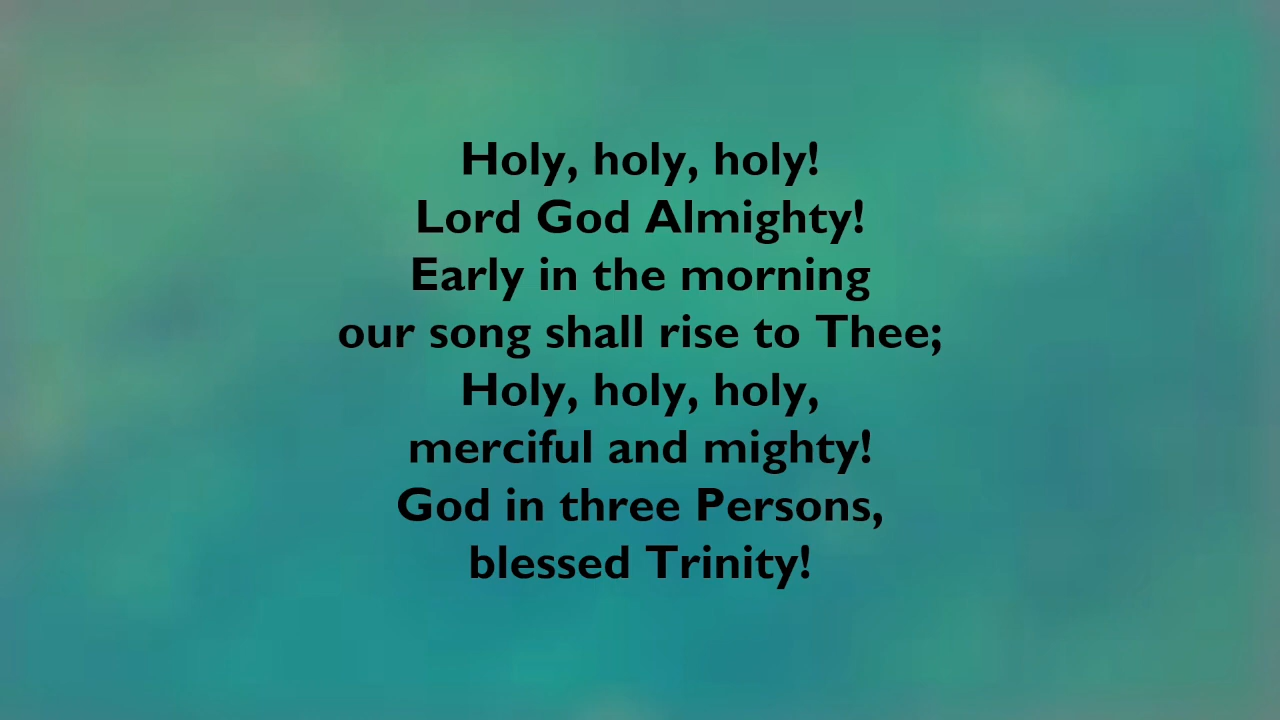 Holy, holy, holy!
Lord God Almighty!
Early in the morning
our song shall rise to Thee;
Holy, holy, holy,
merciful and mighty!
God in three Persons,
blessed Trinity!